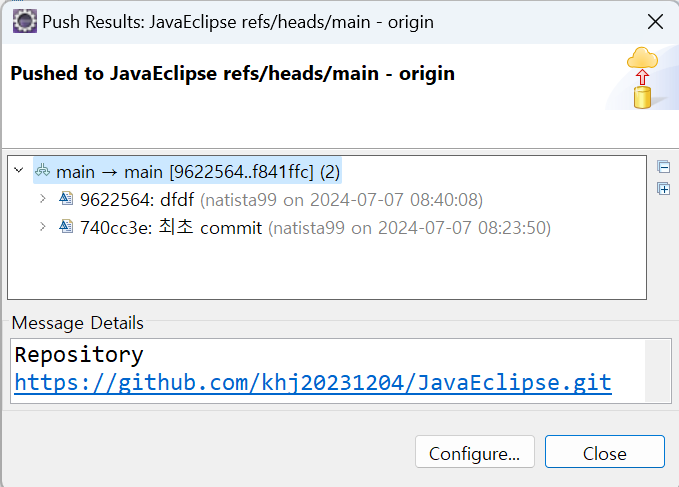 Push Results: JavaEclipse refs/heads/main - origin
Pushed to JavaEclipse refs/heads/main - origin
main → main [9622564..f841ffc] (2)
9622564: dfdf (natista99 on 2024-07-07 08:40:08)
740cc3e: 최초 commit (natista99 on 2024-07-07 08:23:50)
Message Details
Repository
https://github.com/khj20231204/JavaEclipse.git
Configure...
Close